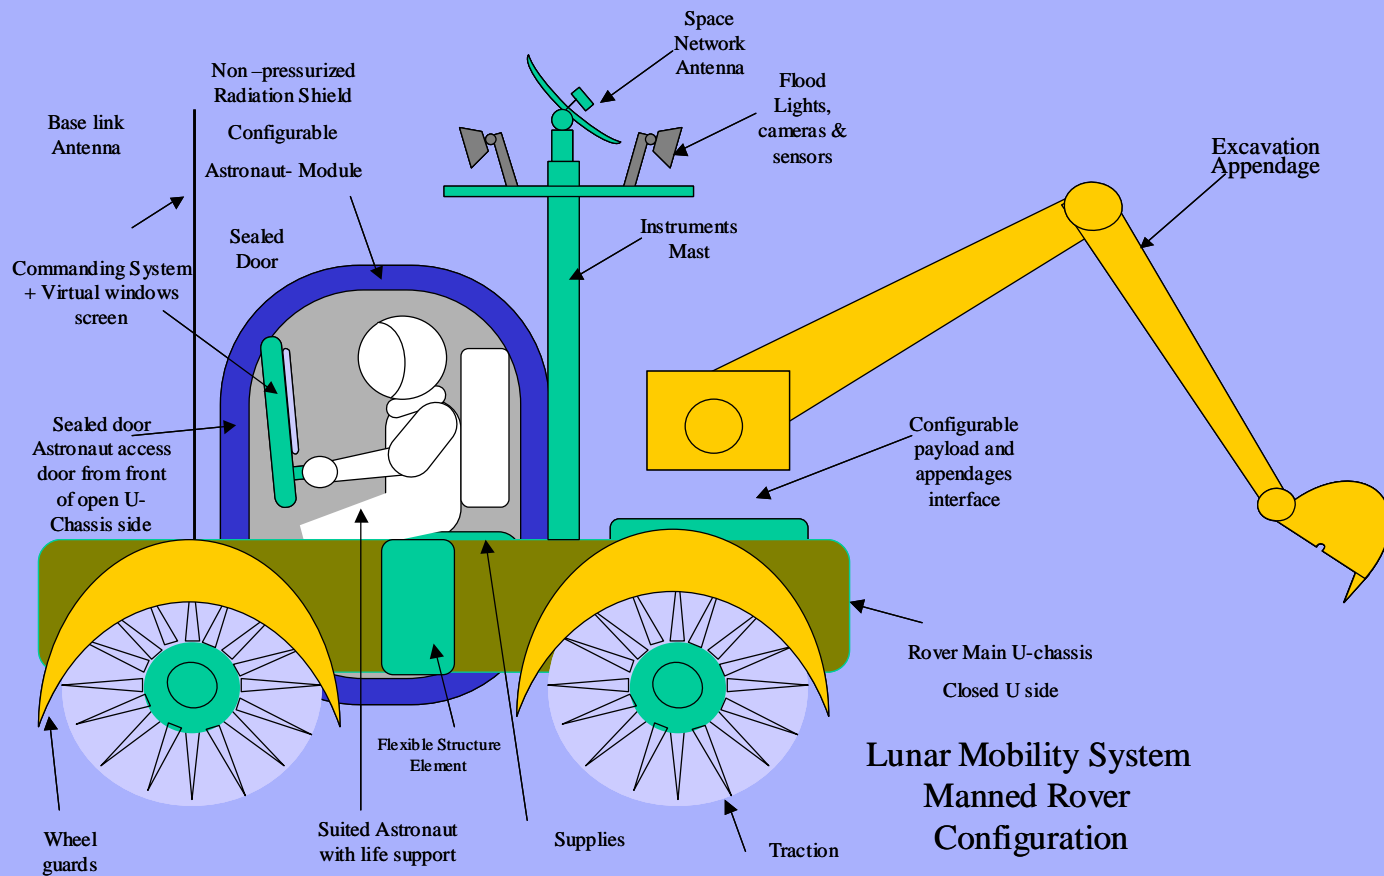 Space
Network
Antenna
Non –pressurized
Radiation Shield
Configurable
Astronaut- Module
Flood
Lights,
cameras &
sensors
Base link
Antenna
Excavation
Appendage
Sealed
Door
Instruments
Mast
Commanding System
+ Virtual windows
screen
Sealed door
Astronaut access
door from front
of open U-
Chassis side
Configurable
payload and
appendages
interface
Rover Main U-chassis
Closed U side
Flexible Structure
Element
Lunar Mobility System
Manned Rover
Configuration
Wheel
guards
Suited Astronaut
with life support
Supplies
Traction